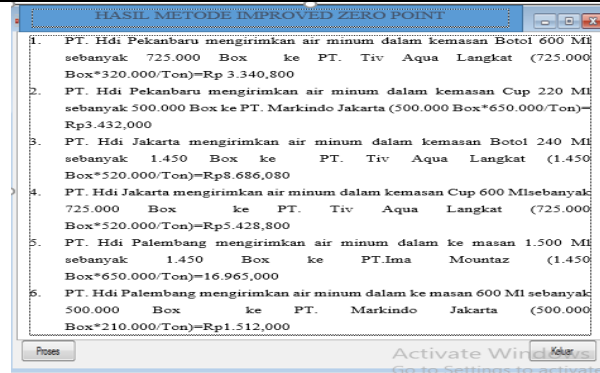 HASIL METODE IMPROVED ZERO POINT
1. PT. Hdi Pekanbaru mengirimkan air minum dalam kemasan Botol 600 Ml
sebanyak 725.000 Box ke PT. Tiv Aqua Langkat (725.000
Box*320.000/Ton)=Rp 3.340,800
2. PT. Hdi Pekanbaru mengirimkan air minum dalam kemasan Cup 220 Ml
sebanyak 500.000 Box ke PT. Markindo Jakarta (500.000 Box*650.000/Ton)=
Rp3.432,000
3. PT. Hdi Jakarta mengirimkan air minum dalam kemasan Botol 240 Ml
sebanyak 1.450 Box ke PT. Tiv Aqua Langkat (1.450
Box*520.000/Ton)=Rp8.686,080
4. PT. Hdi Jakarta mengirimkan air minum dalam kemasan Cup 600 Mlsebanyak
725.000 Box ke PT. Tiv Aqua Langkat (725.000
Box*520.000/Ton)=Rp5.428,800
5. PT. Hdi Palembang mengirimkan air minum dalam ke masan 1.500 Ml
sebanyak 1.450 Box ke PT.Ima Mountaz (1.450
Box*650.000/Ton)=16.965,000
6. PT. Hdi Palembang mengirimkan air minum dalam ke masan 600 Ml sebanyak
500.000 Box ke PT. Markindo Jakarta (500.000
Box*210.000/Ton)=Rp1.512,000
Proses Keluar
Activate Windows
Go to Settings to activate